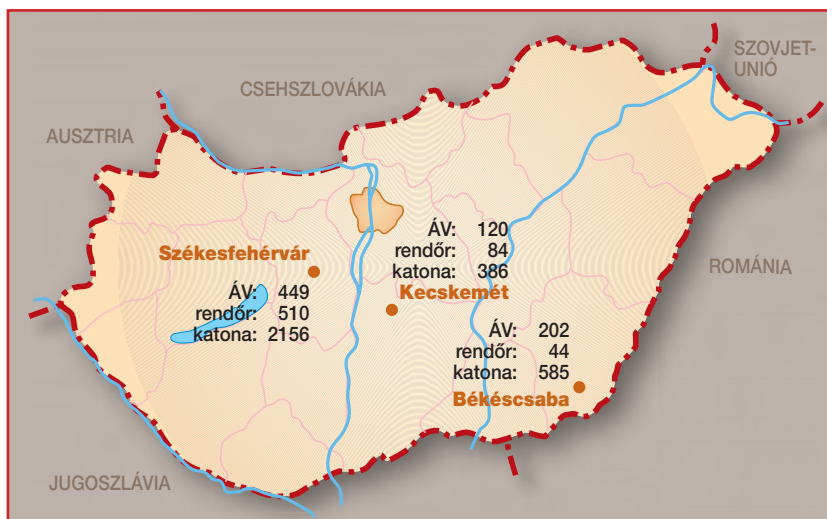 SZOVJET-
UNIÓ
CSEHSZLOVÁKIA
AUSZTRIA
ÁV: 120
rendőr: 84
katona: 386
Kecskemét
Székesfehérvár
ÁV: 449
rendőr: 510
katona: 2156
ROMÁNIA
ÁV: 202
rendőr: 44
katona: 585
Békéscsaba
JUGOSZLÁVIA